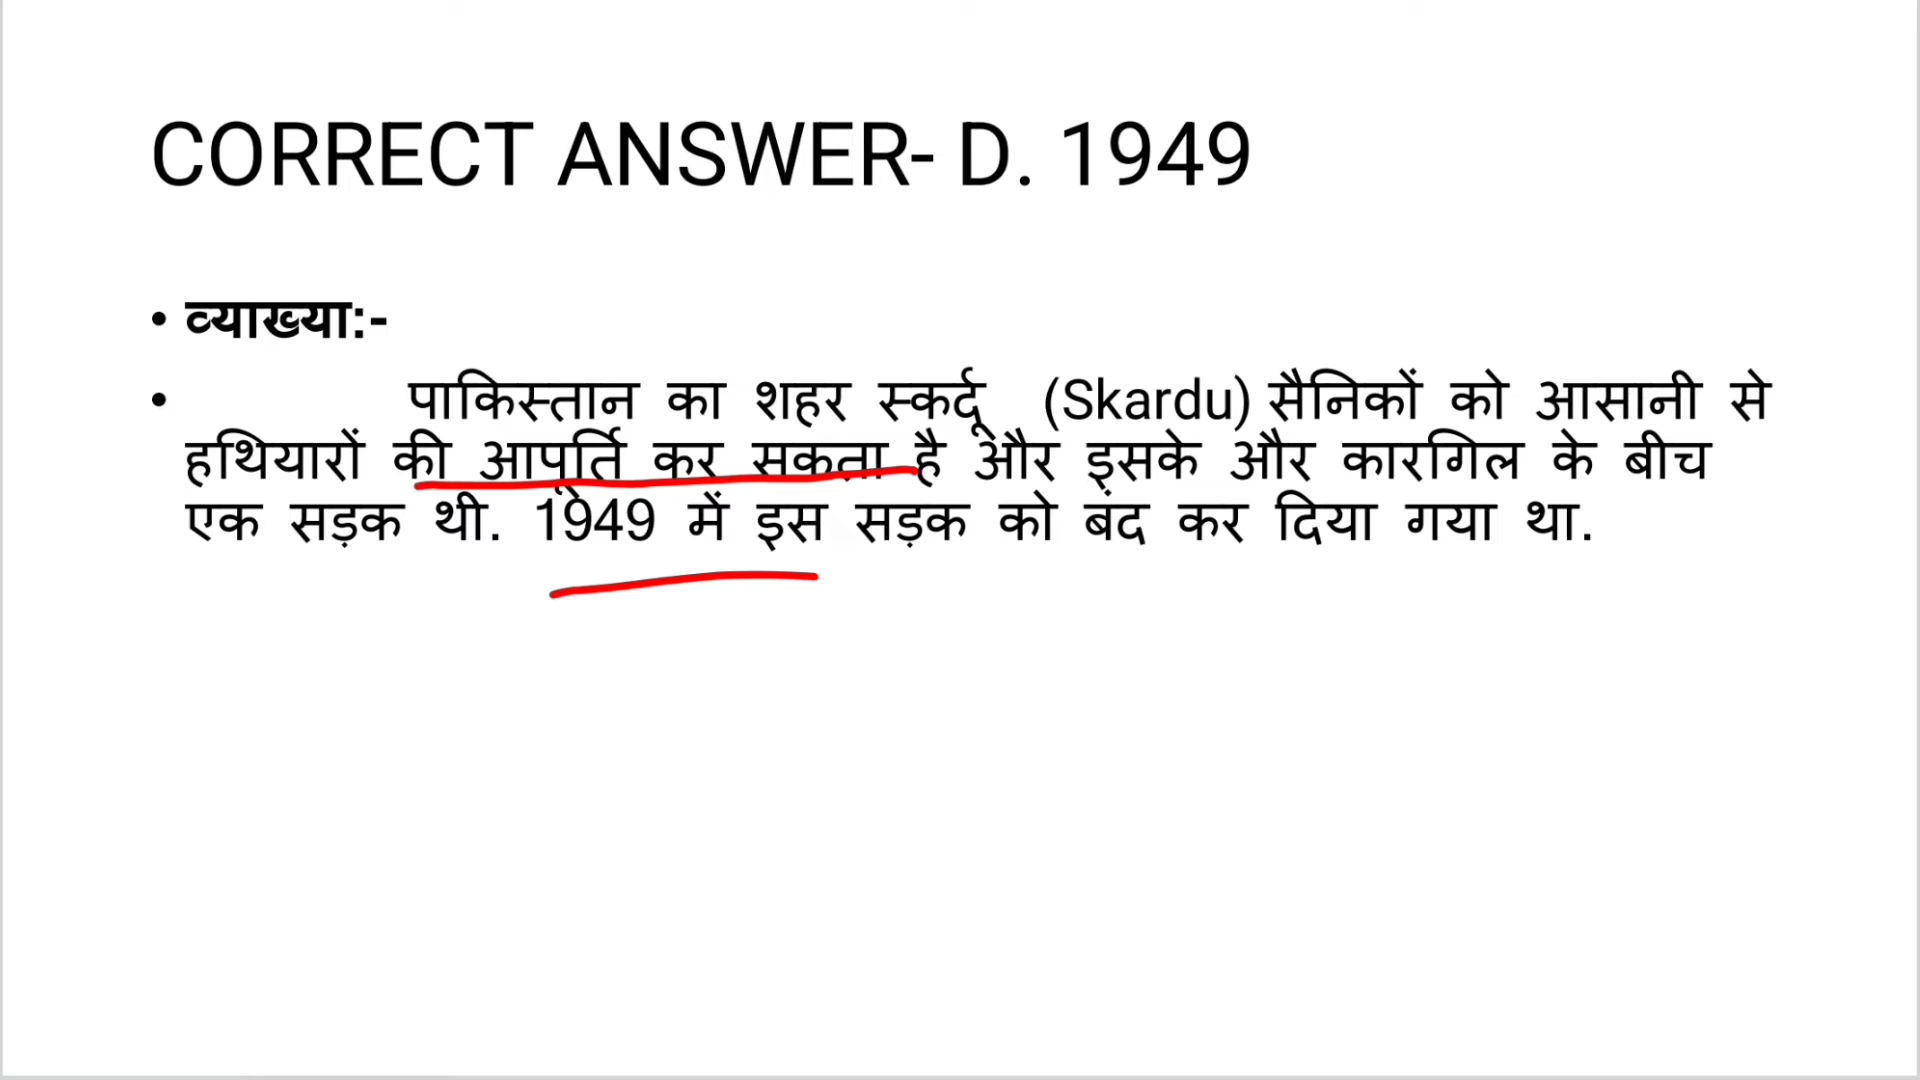 CORRECT ANSWER- D. 1949
• व्याख्या:-
• पाकिस्तान का शहर स्कर्दू (Skardu) सैनिकों को आसानी से
हथियारों की आपूर्ति कर सकता है और इसके और कारगिल के बीच
एक सड़क थी. 1949 में इस सड़क को बंद कर दिया गया था.